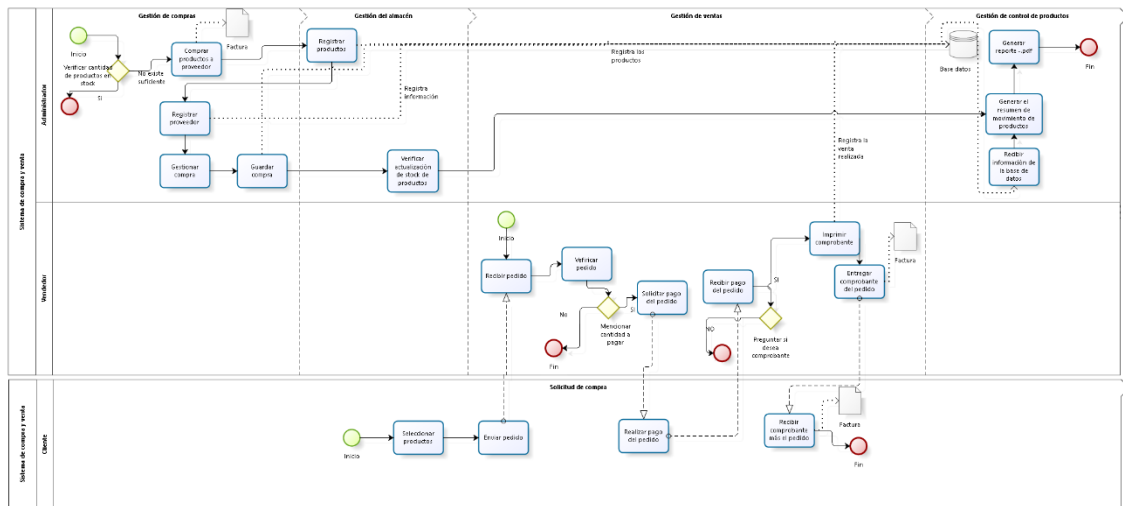 Gestión de compras
Gestión del almacén
Gestión de ventas
Gestión de control de productos
Sistema de compra y venta
Administrador
Inicio
Verificar cantidad
de productos en
stock
Si
No existe
suficiente
Comprar
productos a
proveedor
Factura
Registrar
productos
Registra
información
Registrar
proveedor
Gestionar
compra
Guardar
compra
Verificar
actualización
de stock de
productos
Registra las
productos
Registra la
venta
realizada
Base datos
Generar
reporte -.pdf
Fin
Generar el
resumen de
movimiento de
productos
Recibir
información de
la base de
datos
Vendedor
Inicio
Recibir pedido
Verificar
pedido
No
Si
Fin
Mencionar
cantidad a
pagar
Solicitar pago
del pedido
Recibir pago
del pedido
Si
NO
Preguntar si
desea
comprobante
Imprimir
comprobante
Entregar
comprobante
del pedido
Factura
Solicitud de compra
Sistema de compra y venta
Cliente
Inicio
Seleccionar
productos
Enviar pedido
Realizar pago
del pedido
Recibir
comprobante
más el pedido
Factura
Fin